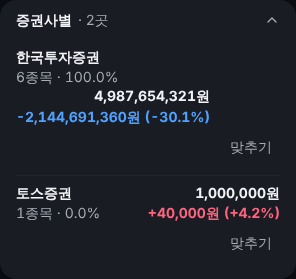 증권사별 · 2곳
한국투자증권
6종목 · 100.0%
4,987,654,321원
-2,144,691,360원 (-30.1%)
맞추기
토스증권 1,000,000원
1종목 · 0.0% +40,000원 (+4.2%)
맞추기